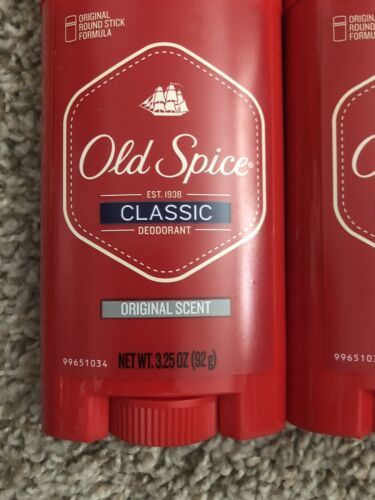 ORIGINAL
ROUND STICK
FORMULA
Old Spice
EST. 1938
CLASSIC
DEODORANT
ORIGINAL SCENT
99651034
NET WT. 3.25 OZ (92 g)
ORIGINAL
ROUND STICK
FORMULA